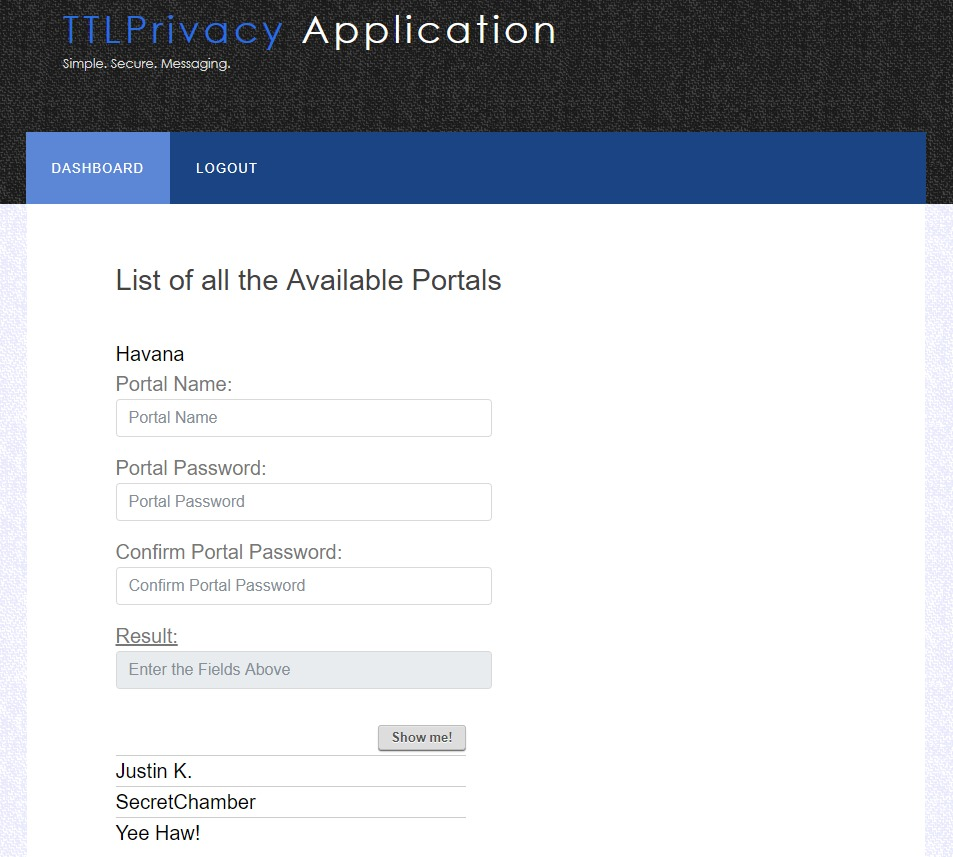 TTLPrivacy Application
Simple. Secure. Messaging.
DASHBOARD LOGOUT
List of all the Available Portals
Havana
Portal Name:
Portal Name
Portal Password:
Portal Password
Confirm Portal Password:
Confirm Portal Password
Result:
Enter the Fields Above
Show me!
Justin K.
SecretChamber
Yee Haw!